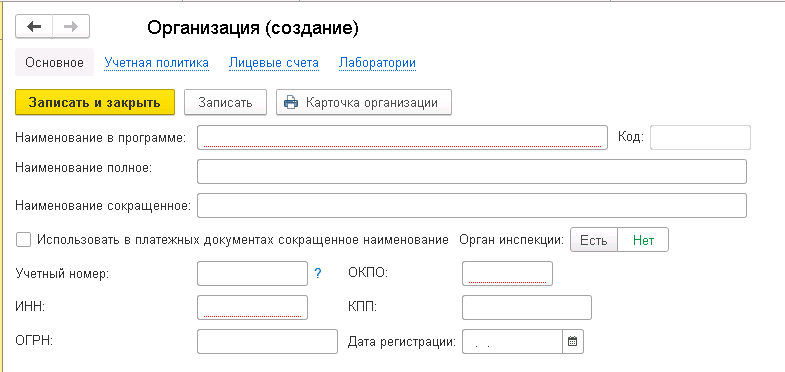 Организация (создание)
Основное Учетная политика Лицевые счета Лаборатории
Записать и закрыть Записать Карточка организации
Наименование в программе: Код:
Наименование полное:
Наименование сокращенное:
Использовать в платежных документах сокращенное наименование Орган инспекции: Есть Нет
Учетный номер: ? ОКПО:
ИНН: КПП:
ОГРН: Дата регистрации: . .